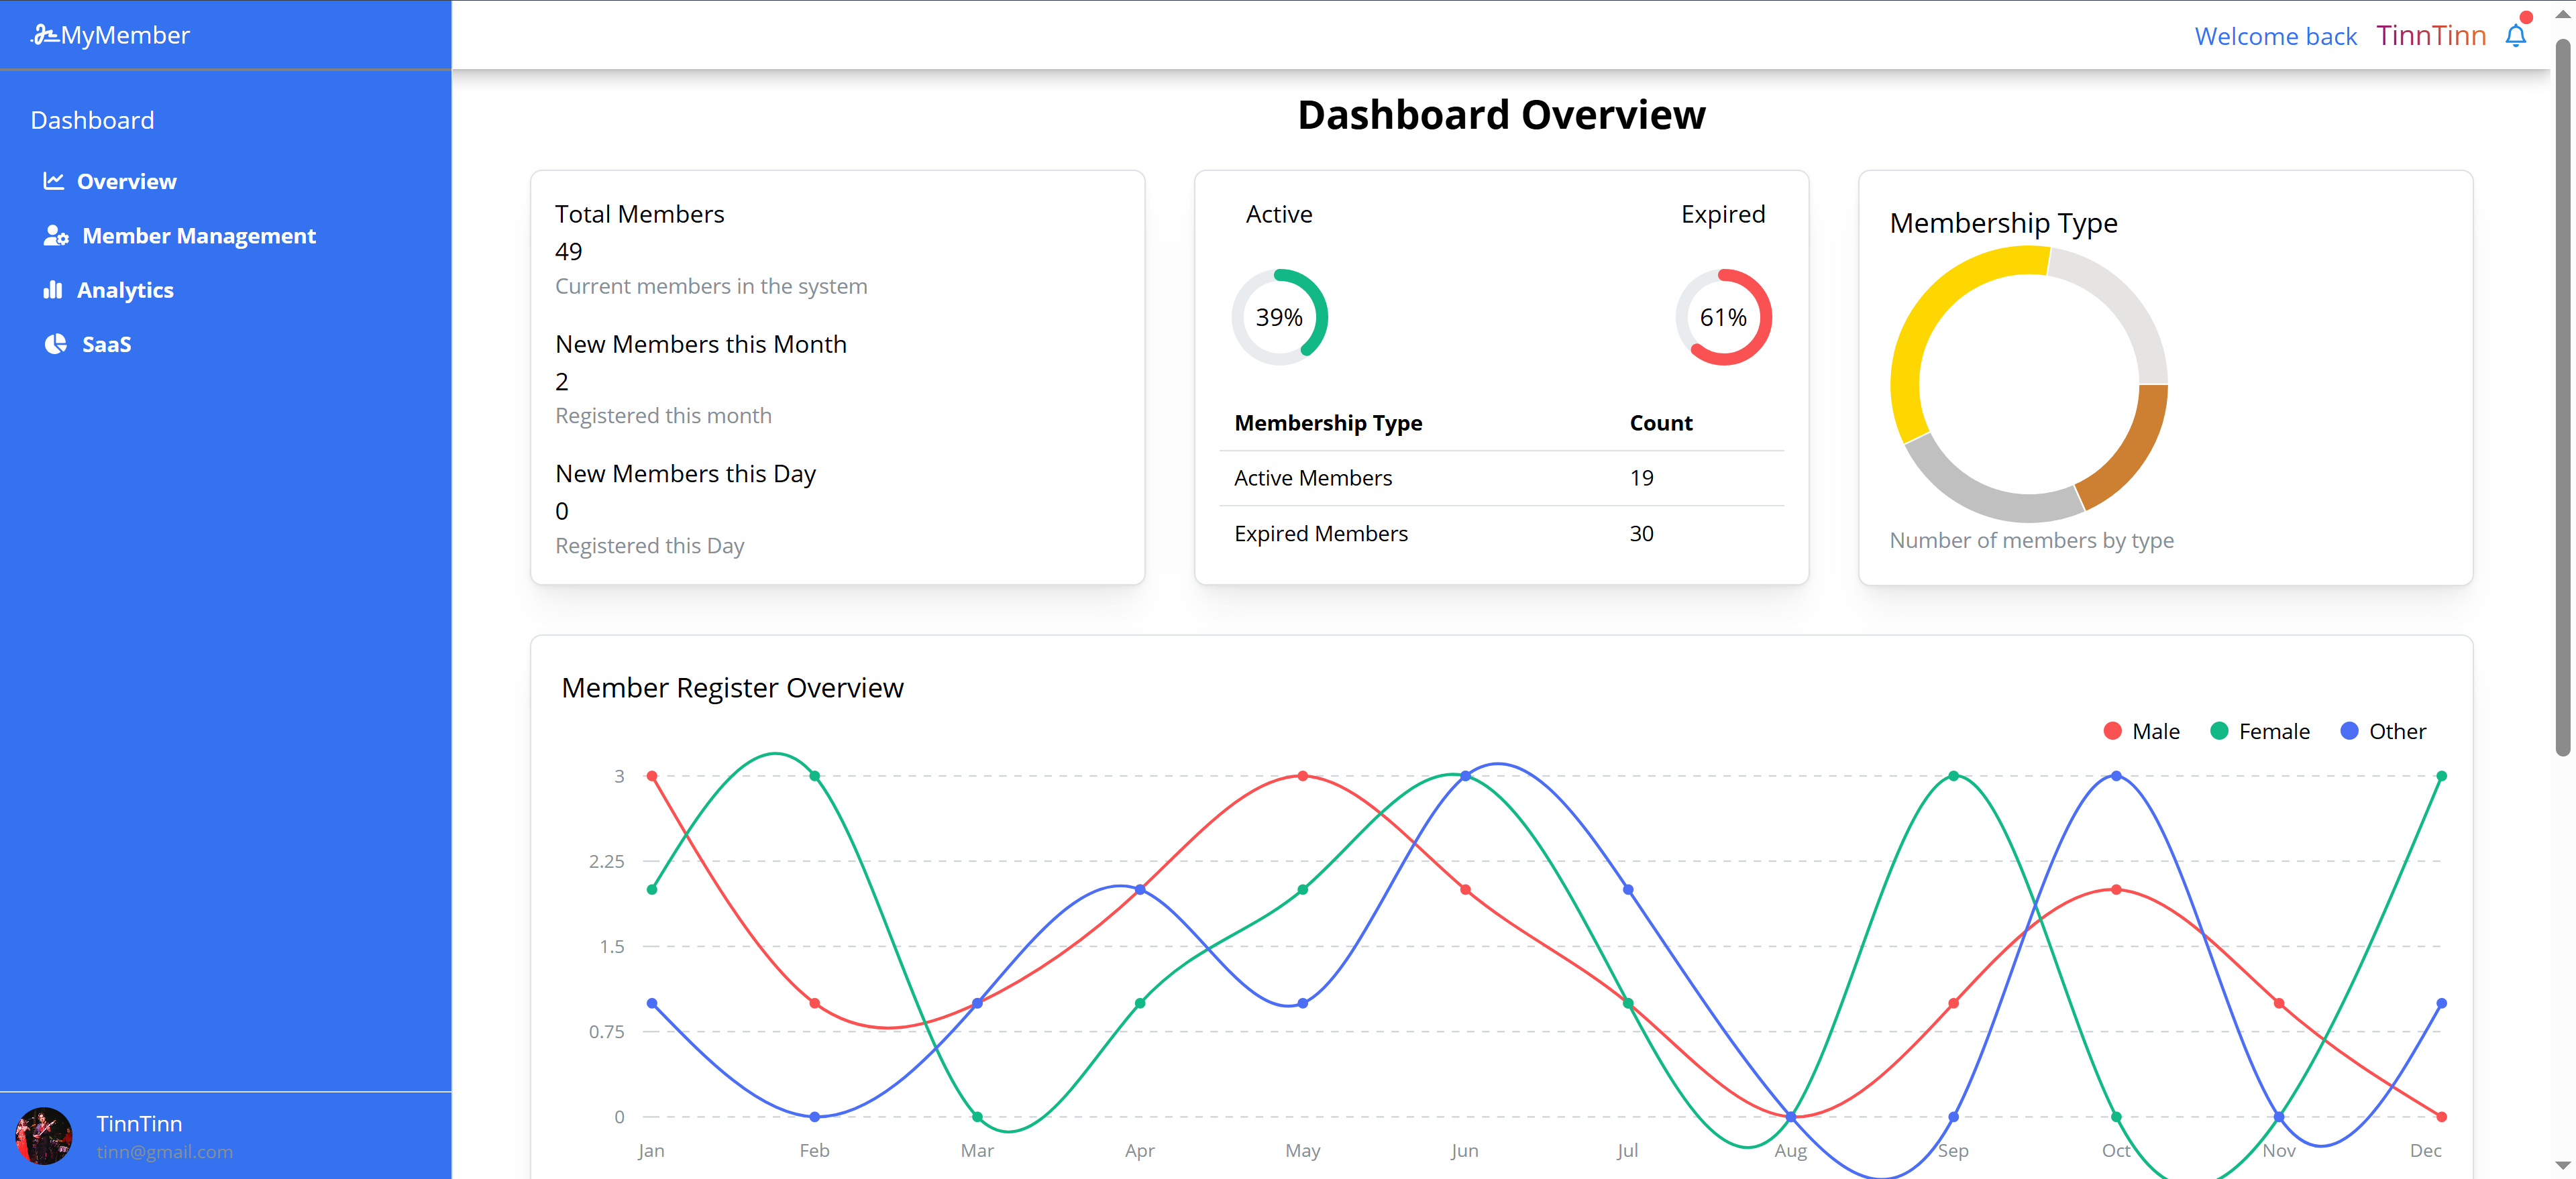 MyMember
Welcome back TinnTinn
Dashboard
Overview
Member Management
Analytics
SaaS
TinnTinn
tinn@gmail.com
Dashboard Overview
Total Members
49
Current members in the system
New Members this Month
2
Registered this month
New Members this Day
0
Registered this Day
Active Expired
39% 61%
Membership Type Count
Active Members 19
Expired Members 30
Membership Type
Number of members by type
Member Register Overview
Male Female Other
3
2.25
1.5
0.75
0
Jan Feb Mar Apr May Jun Jul Aug Sep Oct Nov Dec